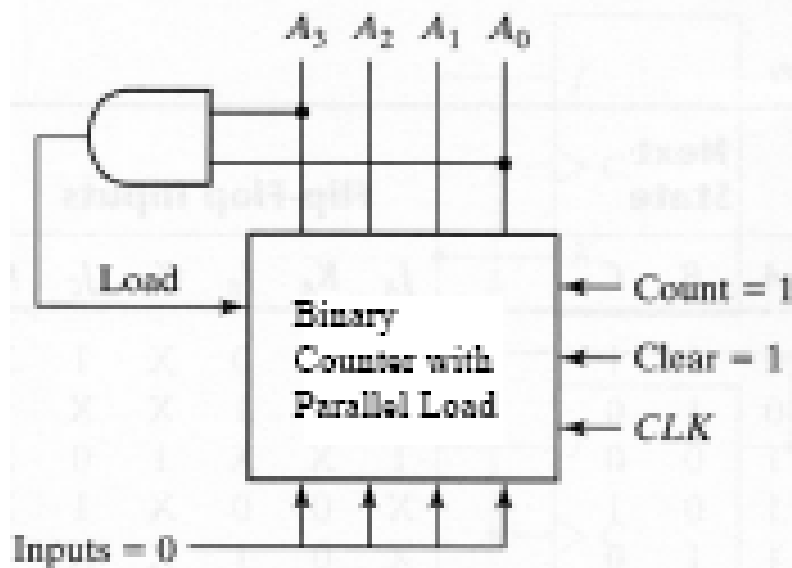 A₃ A₂ A₁ A₀
Load
Count = 1
Binary
Counter with
Parallel Load
Clear = 1
CLK
Inputs = 0